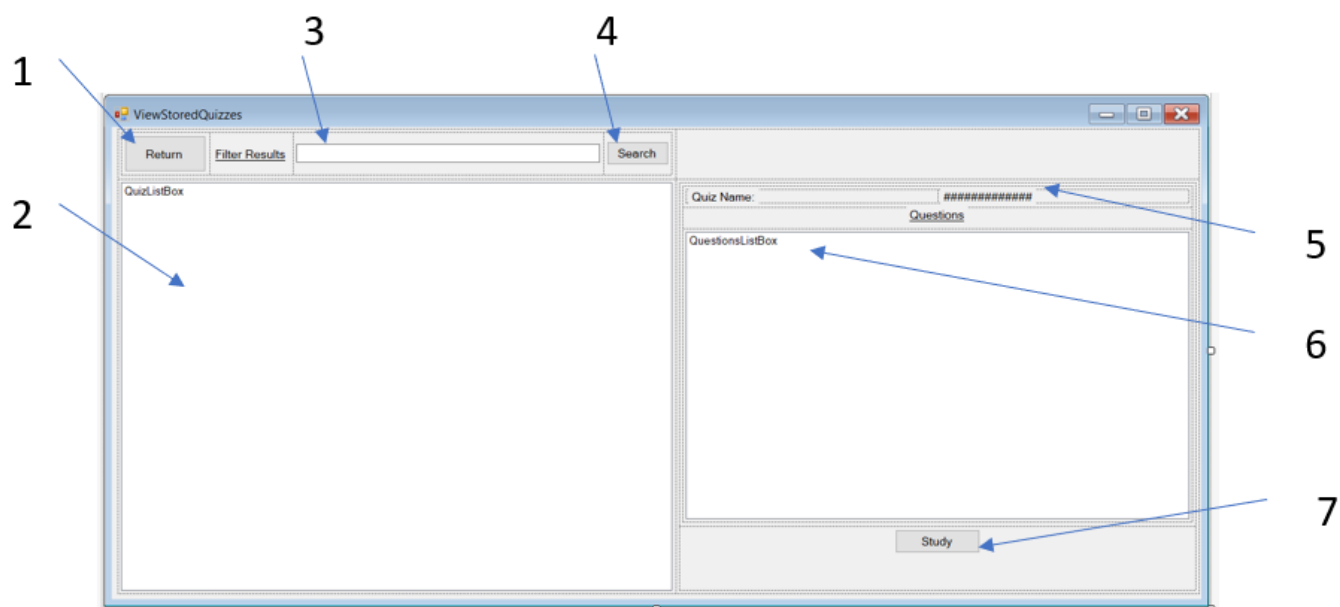 3
4
1
ViewStoredQuizzes
Return
Filter Results
Search
QuizListBox
Quiz Name:
#############
2
Questions
5
QuestionsListBox
6
7
Study